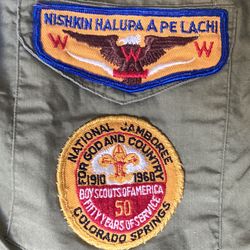 NISHKIN HALUPA A PE LACHI
W W W
NATIONAL JAMBOREE
FOR GOD AND COUNTRY
1910 1960
BOY SCOUTS OF AMERICA
50
FIFTY YEARS OF SERVICE
COLORADO SPRINGS